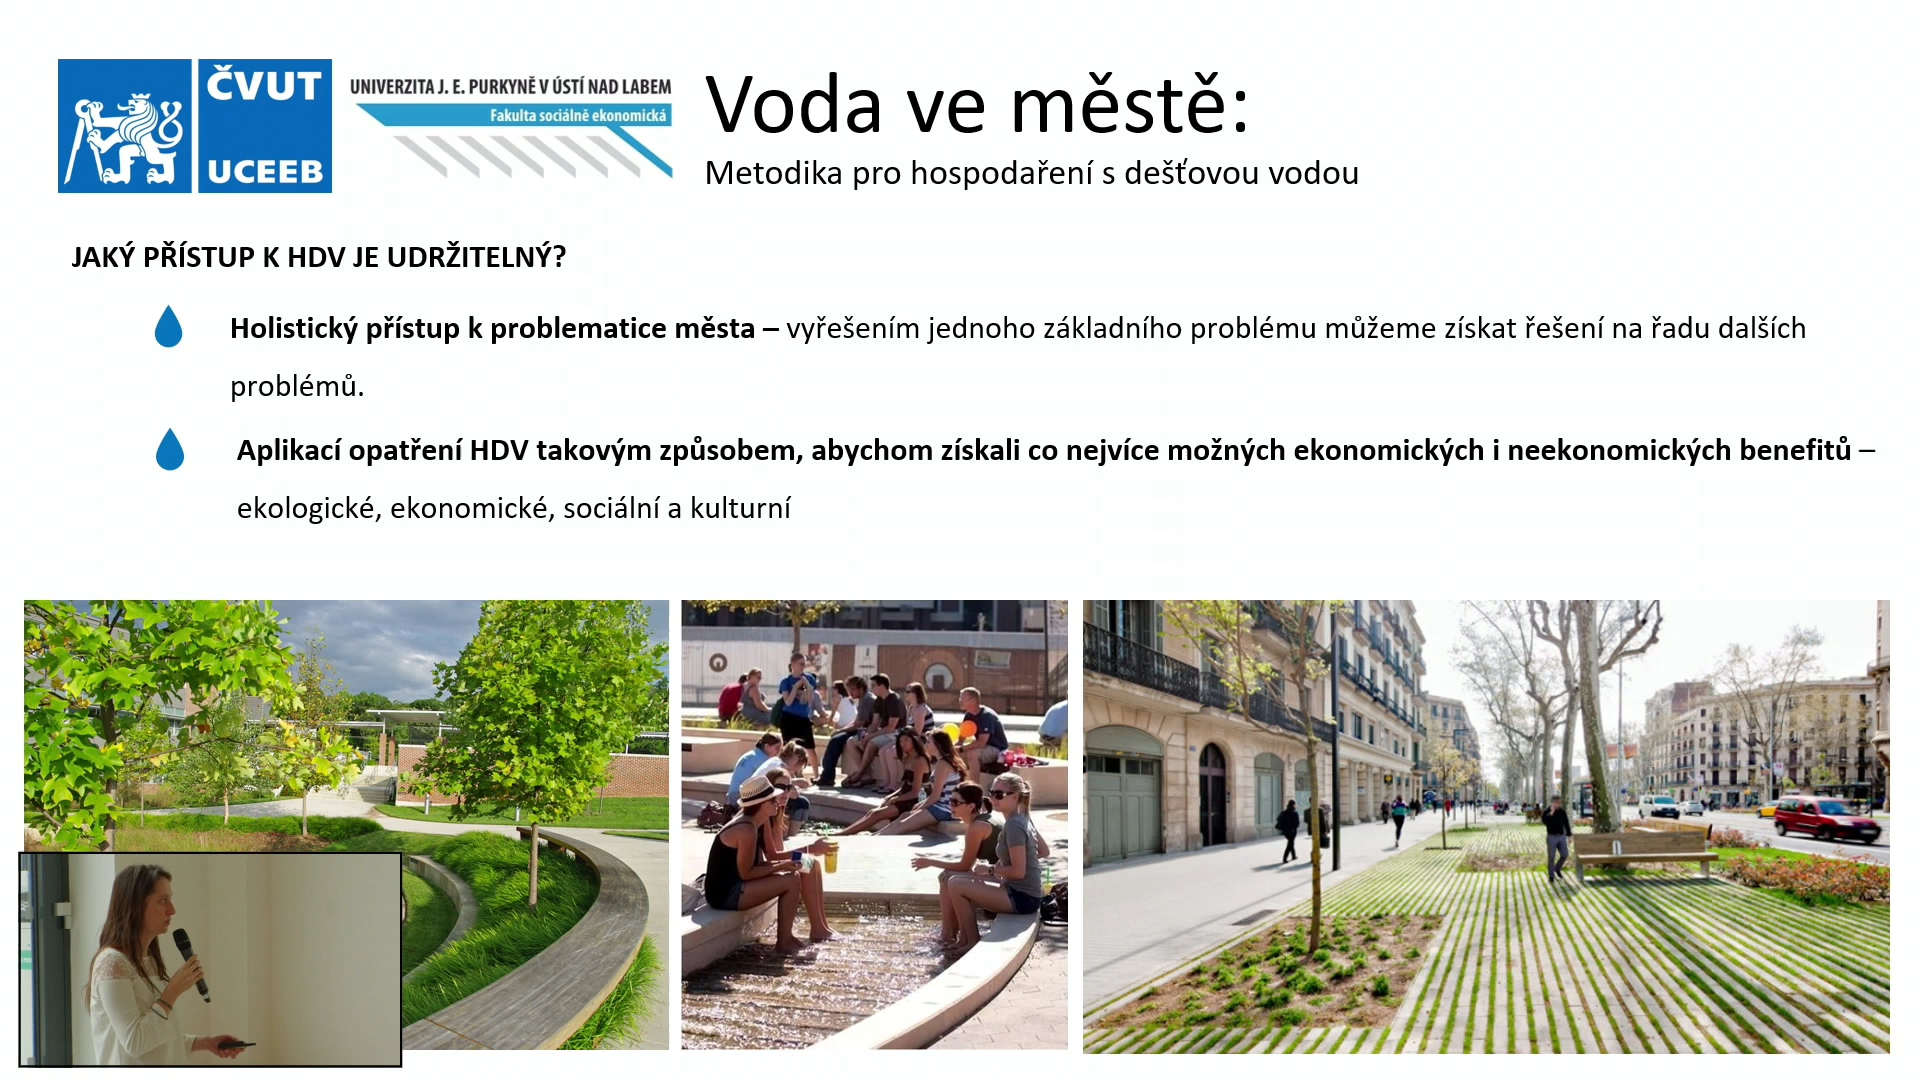 ČVUT
UCEEB
UNIVERZITA J. E. PURKYNĚ V ÚSTÍ NAD LABEM
Fakulta sociálně ekonomická
Voda ve městě:
Metodika pro hospodaření s dešťovou vodou
JAKÝ PŘÍSTUP K HDV JE UDRŽITELNÝ?
Holistický přístup k problematice města – vyřešením jednoho základního problému můžeme získat řešení na řadu dalších
problémů.
Aplikací opatření HDV takovým způsobem, abychom získali co nejvíce možných ekonomických i neekonomických benefitů –
ekologické, ekonomické, sociální a kulturní